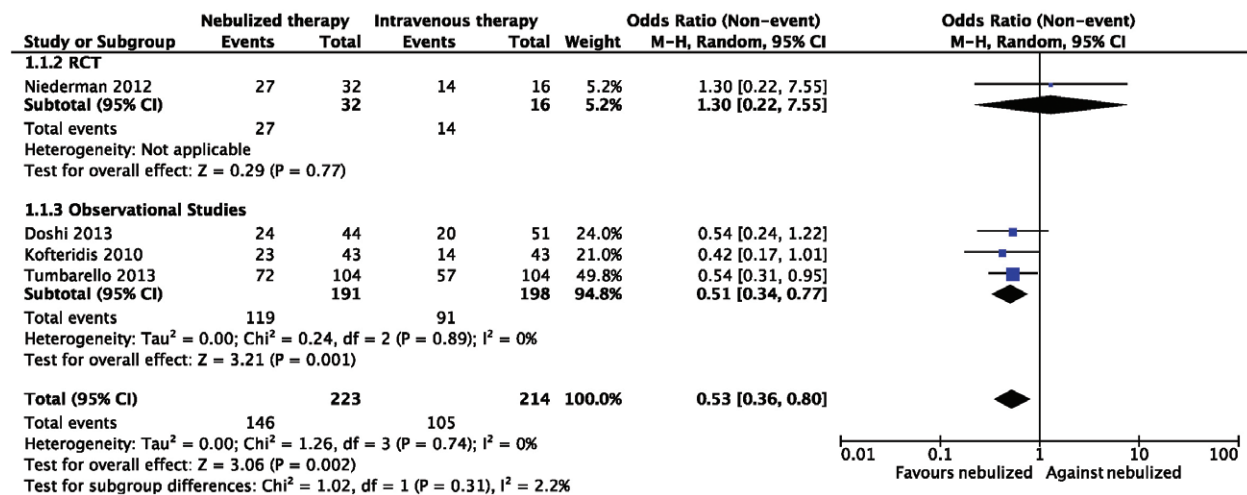 Nebulized therapy Intravenous therapy Odds Ratio (Non-event) Odds Ratio (Non-event)
Study or Subgroup Events Total Events Total Weight M-H, Random, 95% CI M-H, Random, 95% CI
1.1.2 RCT
Niederman 2012 27 32 14 16 5.2% 1.30 [0.22, 7.55]
Subtotal (95% CI) 32 16 5.2% 1.30 [0.22, 7.55]
Total events 27 14
Heterogeneity: Not applicable
Test for overall effect: Z = 0.29 (P = 0.77)
1.1.3 Observational Studies
Doshi 2013 24 44 20 51 24.0% 0.54 [0.24, 1.22]
Kofteridis 2010 23 43 14 43 21.0% 0.42 [0.17, 1.01]
Tumbarello 2013 72 104 57 104 49.8% 0.54 [0.31, 0.95]
Subtotal (95% CI) 191 198 94.8% 0.51 [0.34, 0.77]
Total events 119 91
Heterogeneity: Tau² = 0.00; Chi² = 0.24, df = 2 (P = 0.89); I² = 0%
Test for overall effect: Z = 3.21 (P = 0.001)
Total (95% CI) 223 214 100.0% 0.53 [0.36, 0.80]
Total events 146 105
Heterogeneity: Tau² = 0.00; Chi² = 1.26, df = 3 (P = 0.74); I² = 0%
Test for overall effect: Z = 3.06 (P = 0.002)
Test for subgroup differences: Chi² = 1.02, df = 1 (P = 0.31), I² = 2.2%
0.01 0.1 1 10 100
Favours nebulized Against nebulized